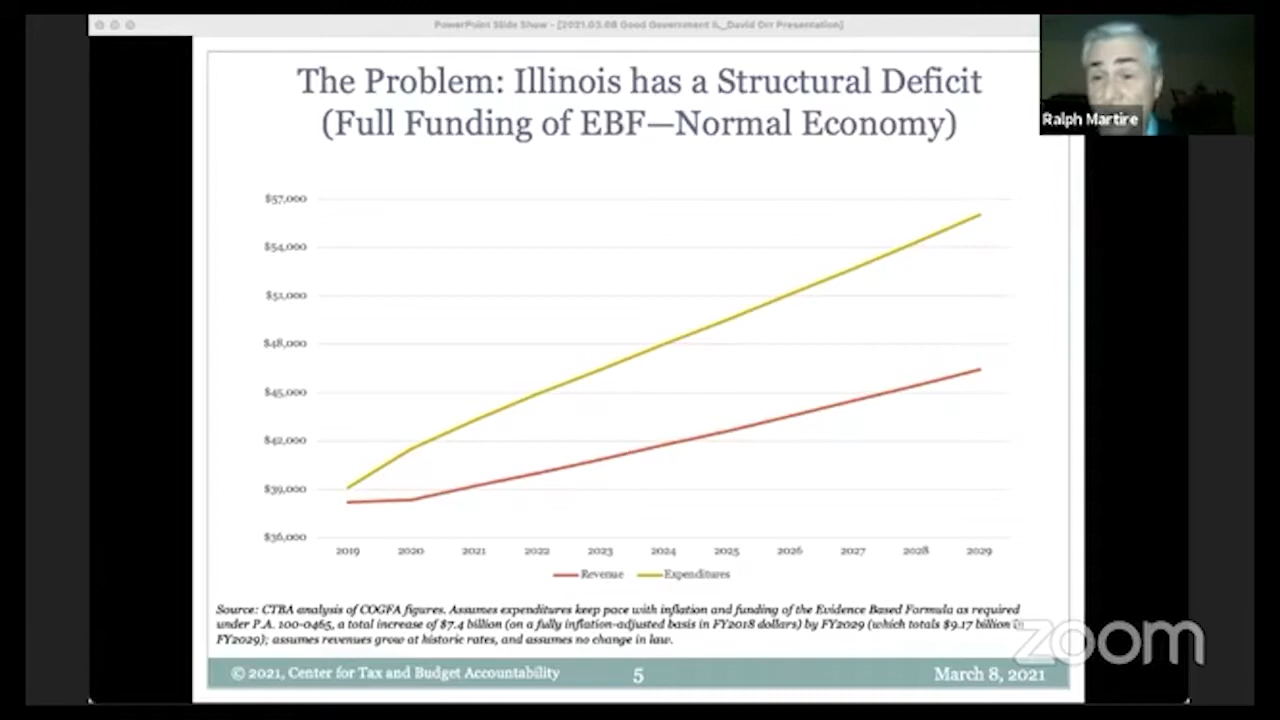 PowerPoint Slide Show - [2021.03.08 Good Government IL_David Orr Presentation]
The Problem: Illinois has a Structural Deficit
(Full Funding of EBF—Normal Economy)
Ralph Martire
$57,000
$54,000
$51,000
$48,000
$45,000
$42,000
$39,000
$36,000
2019 2020 2021 2022 2023 2024 2025 2026 2027 2028 2029
Revenue Expenditures
Source: CTBA analysis of COGFA figures. Assumes expenditures keep pace with inflation and funding of the Evidence Based Formula as required
under P.A. 100-0465, a total increase of $7.4 billion (on a fully inflation-adjusted basis in FY2018 dollars) by FY2029 (which totals $9.17 billion in
FY2029); assumes revenues grow at historic rates, and assumes no change in law.
zoom
© 2021, Center for Tax and Budget Accountability 5 March 8, 2021